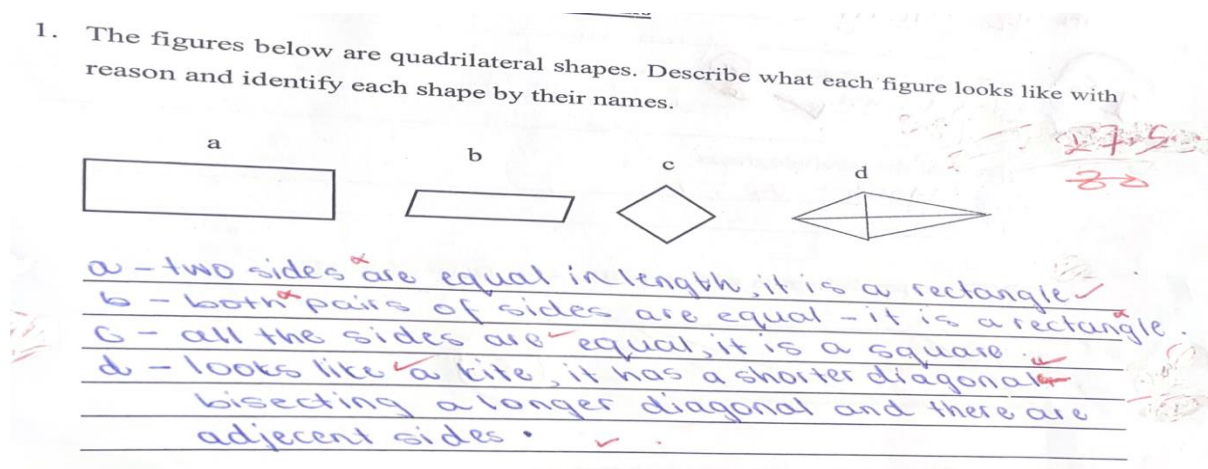 1. The figures below are quadrilateral shapes. Describe what each figure looks like with
reason and identify each shape by their names.
a b c d
27.5
30
a - two sides are equal in length, it is a rectangle
b - both pairs of sides are equal - it is a rectangle.
c - all the sides are equal, it is a square.
d - looks like a kite, it has a shorter diagonal
bisecting a longer diagonal and there are
adjecent sides.